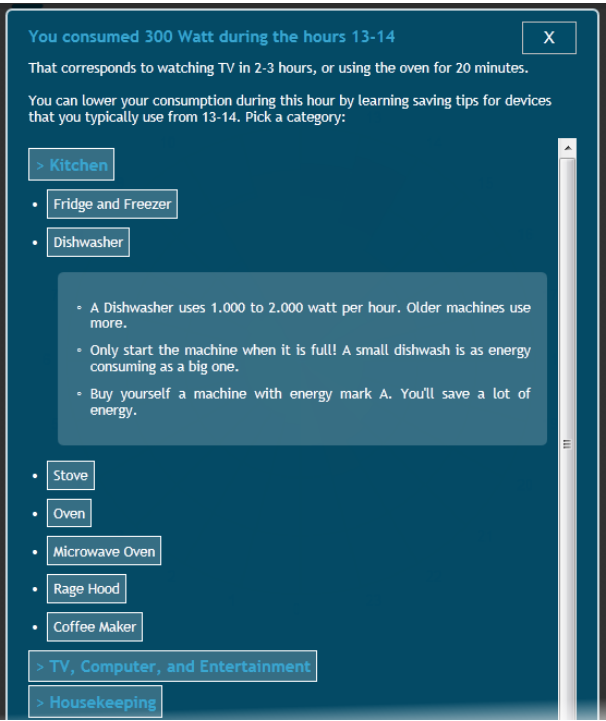 You consumed 300 Watt during the hours 13-14
X
That corresponds to watching TV in 2-3 hours, or using the oven for 20 minutes.
You can lower your consumption during this hour by learning saving tips for devices
that you typically use from 13-14. Pick a category:
> Kitchen
• Fridge and Freezer
• Dishwasher
◦ A Dishwasher uses 1.000 to 2.000 watt per hour. Older machines use
more.
◦ Only start the machine when it is full! A small dishwash is as energy
consuming as a big one.
◦ Buy yourself a machine with energy mark A. You'll save a lot of
energy.
• Stove
• Oven
• Microwave Oven
• Rage Hood
• Coffee Maker
> TV, Computer, and Entertainment
> Housekeeping